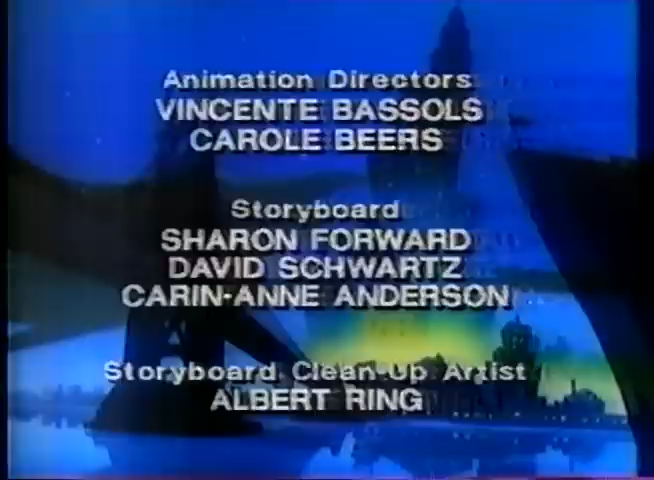 Animation Directors
VINCENTE BASSOLS
CAROLE BEERS
Storyboard
SHARON FORWARD
DAVID SCHWARTZ
CARIN-ANNE ANDERSON
Storyboard Clean-Up Artist
ALBERT RING